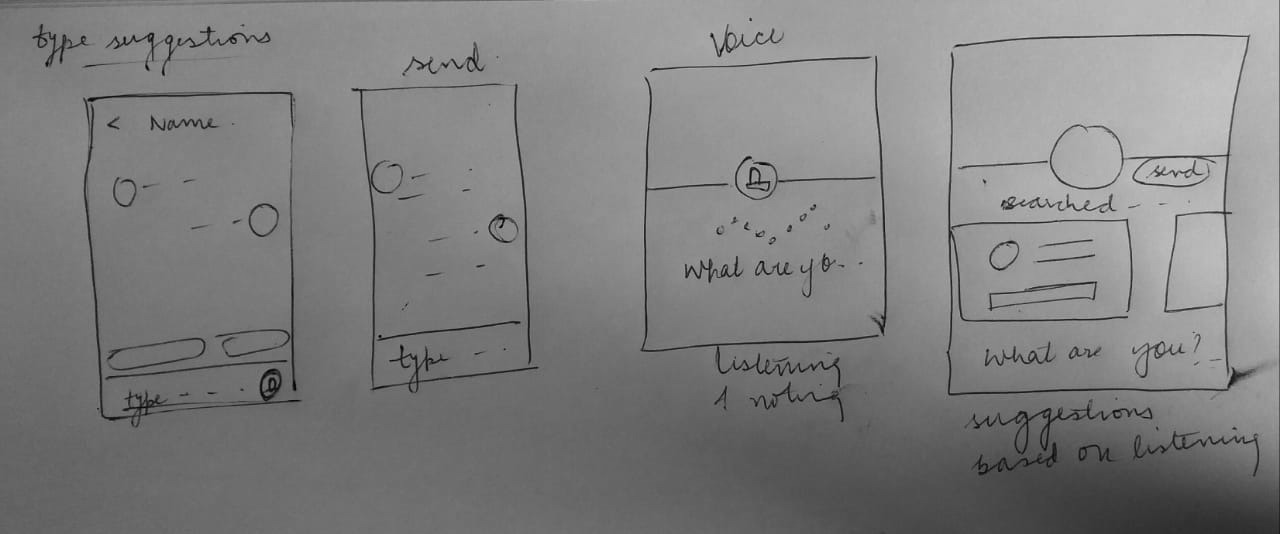 type suggestions
< Name.
type - - .
send
type - -
Voice
What are yo - . .
listening
& noting
send
searched - - .
What are you? -
suggestions
based on listening